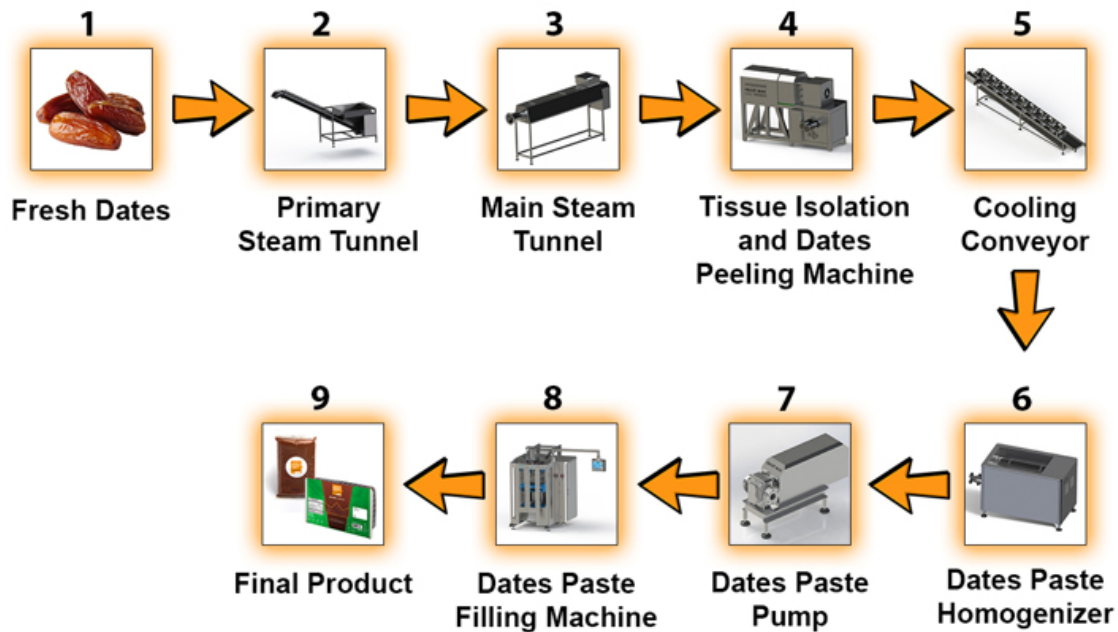 1
2
3
4
5
Fresh Dates
Primary
Steam Tunnel
Main Steam
Tunnel
Tissue Isolation
and Dates
Peeling Machine
Cooling
Conveyor
9
8
7
6
Final Product
Dates Paste
Filling Machine
Dates Paste
Pump
Dates Paste
Homogenizer